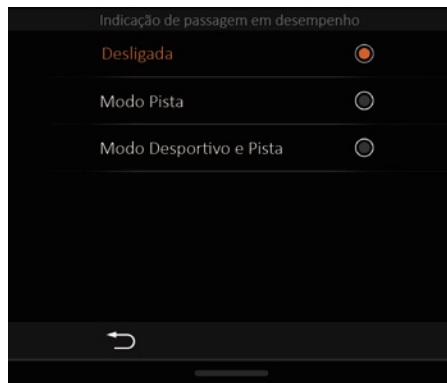 Indicação de passagem em desempenho
Desligada
Modo Pista
Modo Desportivo e Pista